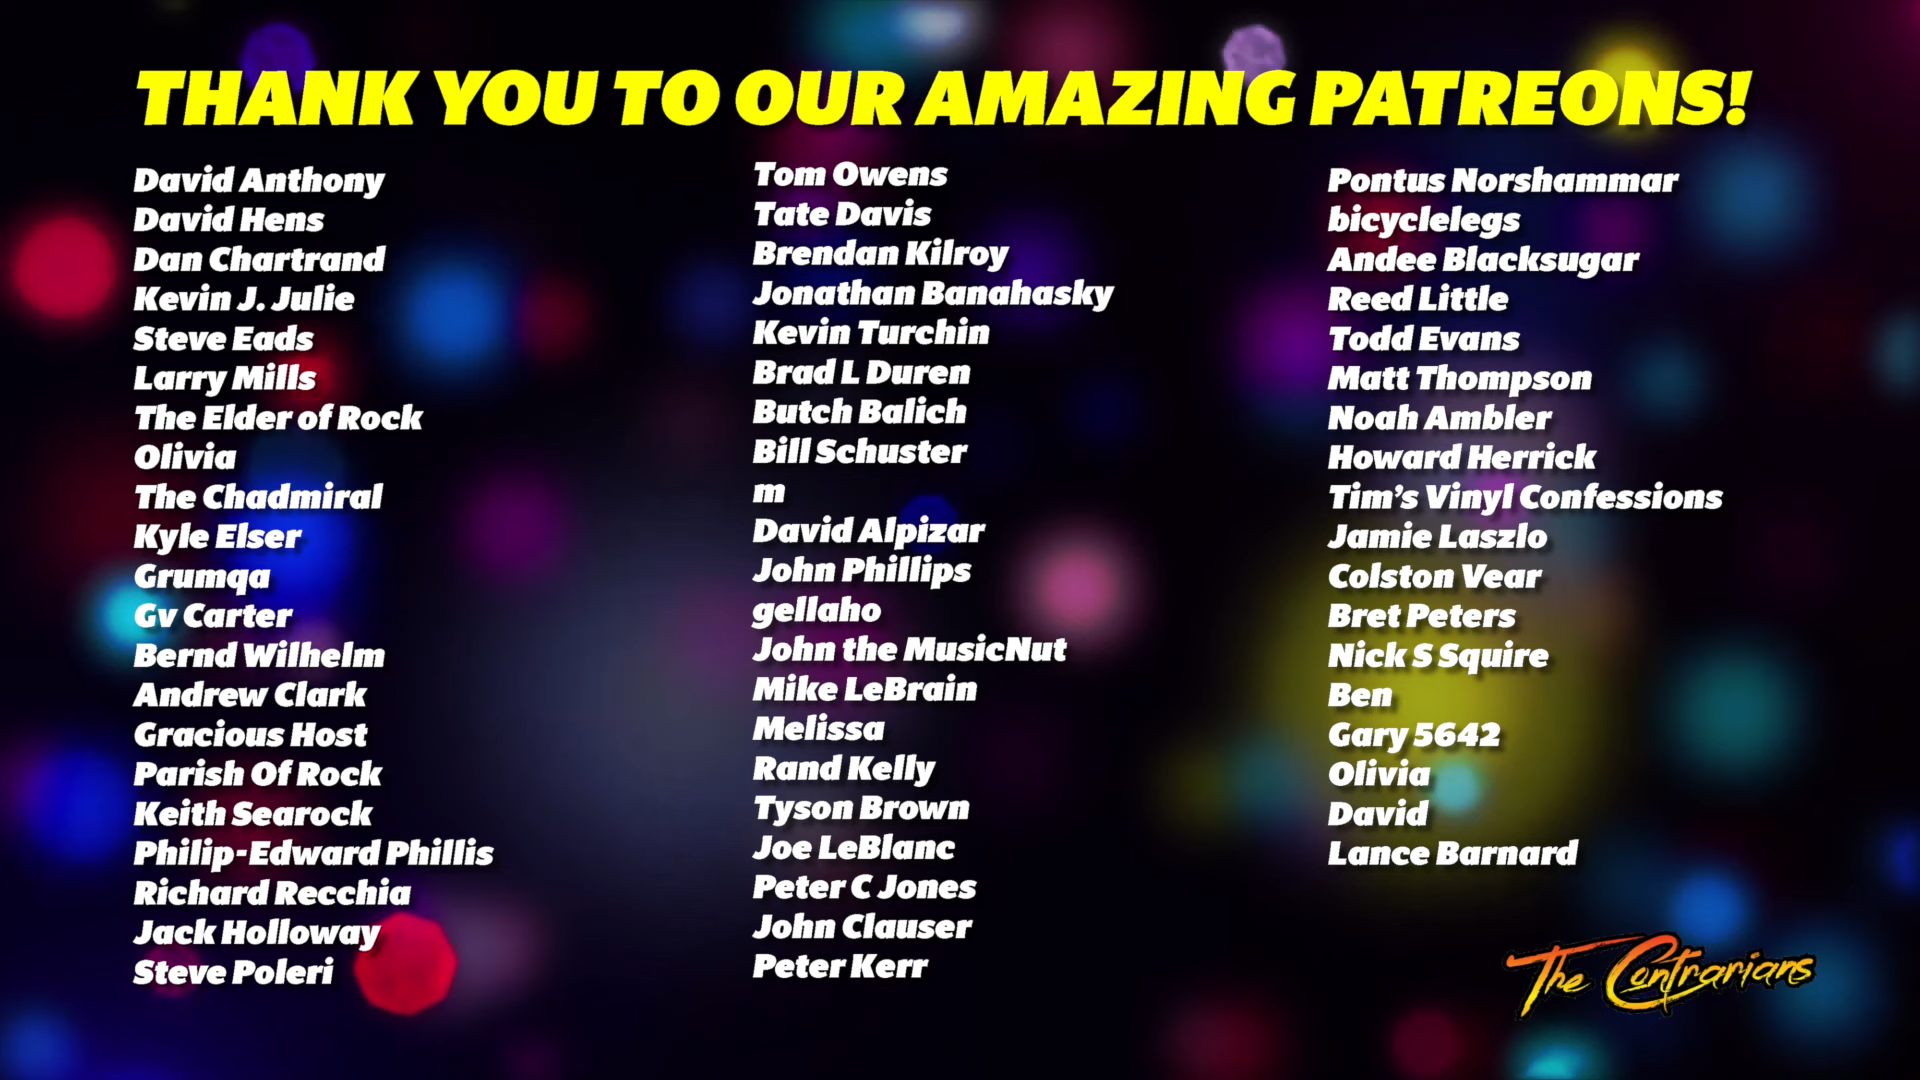 THANK YOU TO OUR AMAZING PATREONS!
David Anthony
David Hens
Dan Chartrand
Kevin J. Julie
Steve Eads
Larry Mills
The Elder of Rock
Olivia
The Chadmiral
Kyle Elser
Grumqa
Gv Carter
Bernd Wilhelm
Andrew Clark
Gracious Host
Parish Of Rock
Keith Searock
Philip-Edward Phillis
Richard Recchia
Jack Holloway
Steve Poleri
Tom Owens
Tate Davis
Brendan Kilroy
Jonathan Banahasky
Kevin Turchin
Brad L Duren
Butch Balich
Bill Schuster
m
David Alpizar
John Phillips
gellaho
John the MusicNut
Mike LeBrain
Melissa
Rand Kelly
Tyson Brown
Joe LeBlanc
Peter C Jones
John Clauser
Peter Kerr
Pontus Norshammar
bicyclelegs
Andee Blacksugar
Reed Little
Todd Evans
Matt Thompson
Noah Ambler
Howard Herrick
Tim’s Vinyl Confessions
Jamie Laszlo
Colston Vear
Bret Peters
Nick S Squire
Ben
Gary 5642
Olivia
David
Lance Barnard
The Contrarians